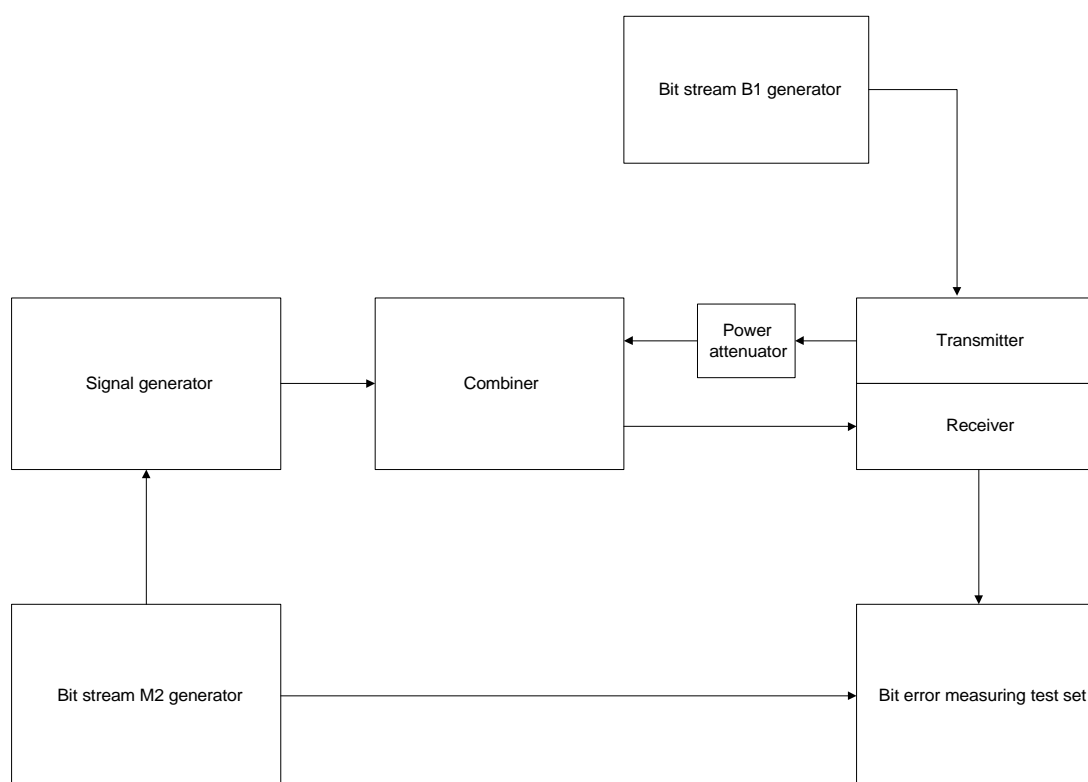 Bit stream B1 generator
Power
attenuator
Transmitter
Signal generator
Combiner
Receiver
Bit stream M2 generator
Bit error measuring test set